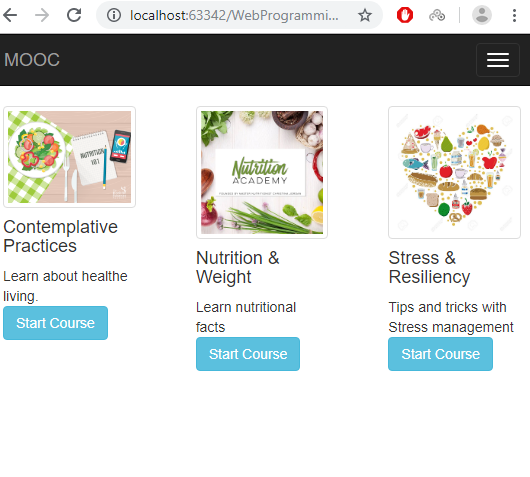 localhost:63342/WebProgrammi...
MOOC
NUTRITION
101
Nutrition
ACADEMY
Contemplative
Practices
Learn about healthe
living.
Start Course
Nutrition &
Weight
Learn nutritional
facts
Start Course
Stress &
Resiliency
Tips and tricks with
Stress management
Start Course